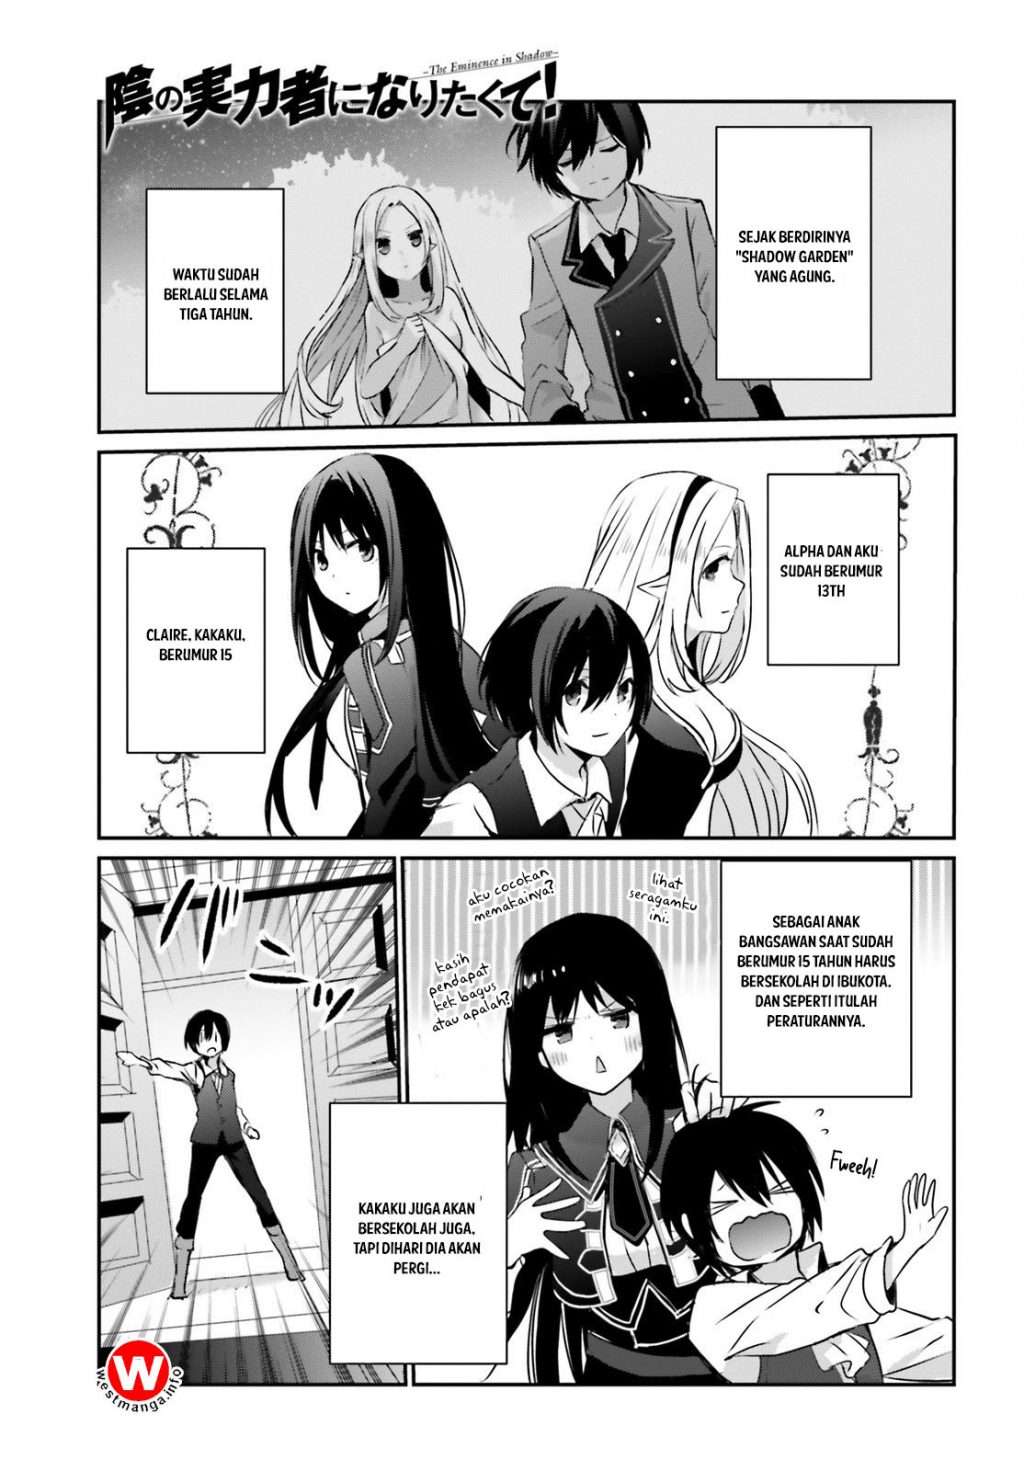 -The Eminence in Shadow-
陰の実力者になりたくて!
SEJAK BERDIRINYA
"SHADOW GARDEN"
YANG AGUNG.
WAKTU SUDAH
BERLALU SELAMA
TIGA TAHUN.
ALPHA DAN AKU
SUDAH BERUMUR
13TH
CLAIRE, KAKAKU,
BERUMUR 15
SEBAGAI ANAK
BANGSAWAN SAAT SUDAH
BERUMUR 15 TAHUN HARUS
BERSEKOLAH DI IBUKOTA.
DAN SEPERTI ITULAH
PERATURANNYA.
lihat
seragamku
ini.
aku cocokan
memakainya?
kasih
pendapat
kek bagus
atau apalah?
Fweeh!
KAKAKU JUGA AKAN
BERSEKOLAH JUGA,
TAPI DIHARI DIA AKAN
PERGI...
W
westmanga.info